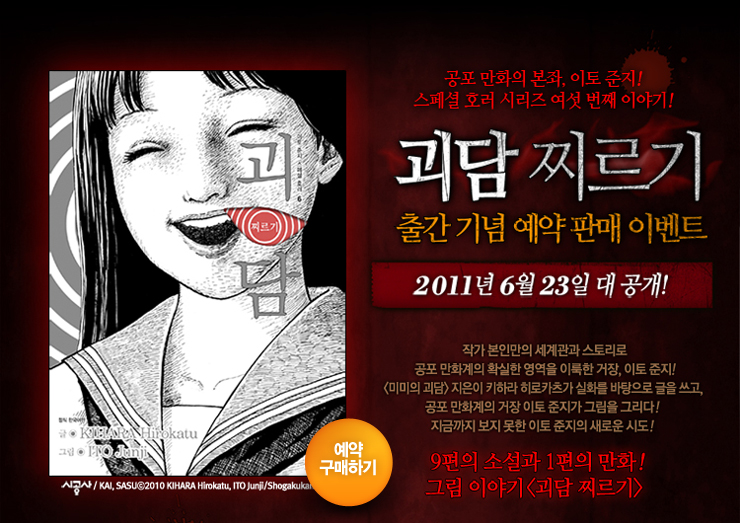 공포 만화의 본좌, 이토 준지!
스페셜 호러 시리즈 여섯 번째 이야기!
괴담 찌르기
출간 기념 예약 판매 이벤트
2011년 6월 23일 대 공개!
작가 본인만의 세계관과 스토리로
공포 만화계의 확실한 영역을 이룩한 거장, 이토 준지!
〈미미의 괴담〉 지은이 키하라 히로카츠가 실화를 바탕으로 글을 쓰고,
공포 만화계의 거장 이토 준지가 그림을 그리다!
지금까지 보지 못한 이토 준지의 새로운 시도!
9편의 소설과 1편의 만화!
그림 이야기 〈괴담 찌르기〉
괴
찌르기
담
글 ● KIHARA Hirokatu
그림 ● ITO Junji
예약
구매하기
시공사 / KAI, SASU©2010 KIHARA Hirokatu, ITO Junji/Shogakukan